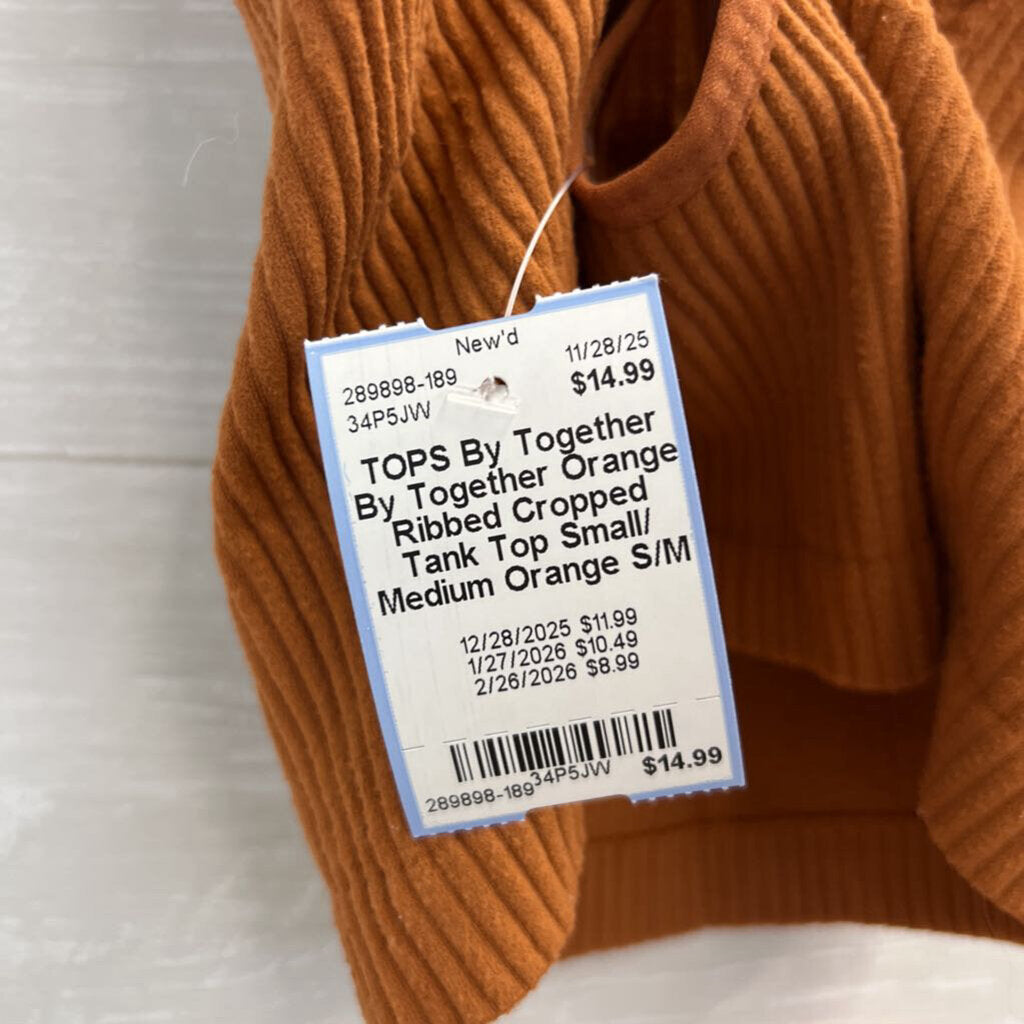 New'd
289898-189 11/28/25
34P5JW $14.99
TOPS By Together
By Together Orange
Ribbed Cropped
Tank Top Small/
Medium Orange S/M
12/28/2025 $11.99
1/27/2026 $10.49
2/26/2026 $8.99
289898-189 34P5JW $14.99